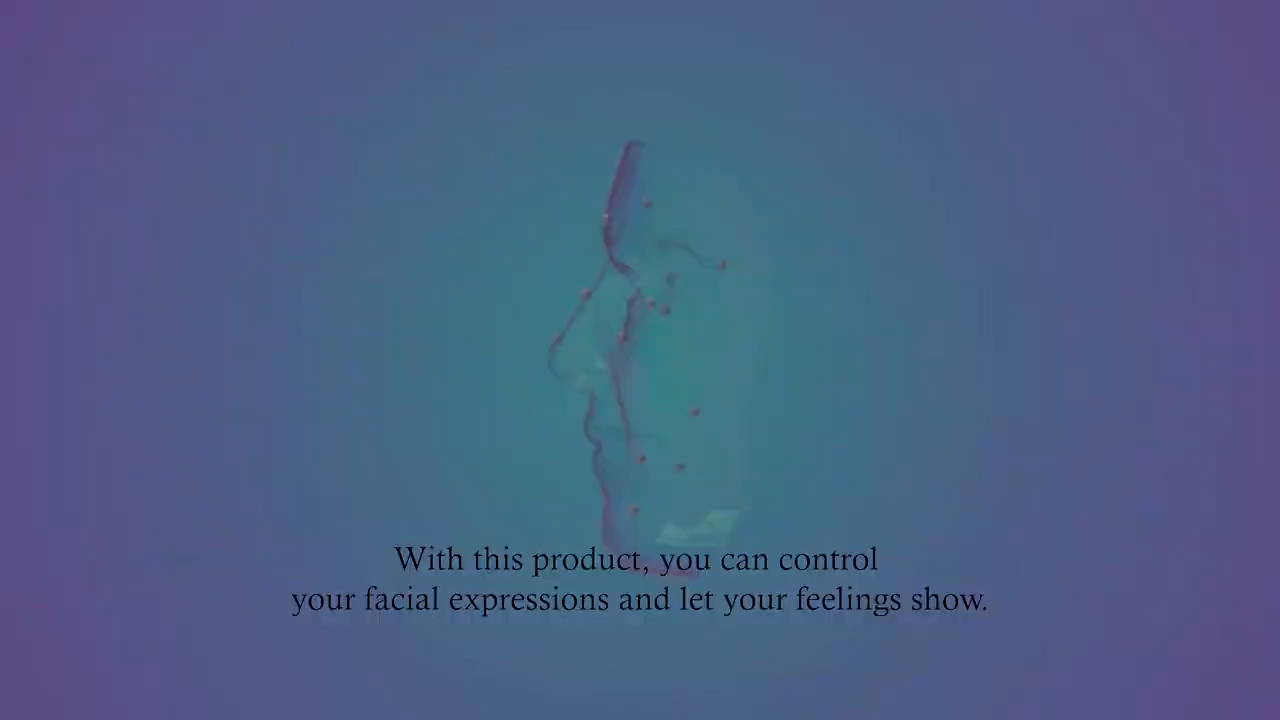 With this product, you can control
your facial expressions and let your feelings show.